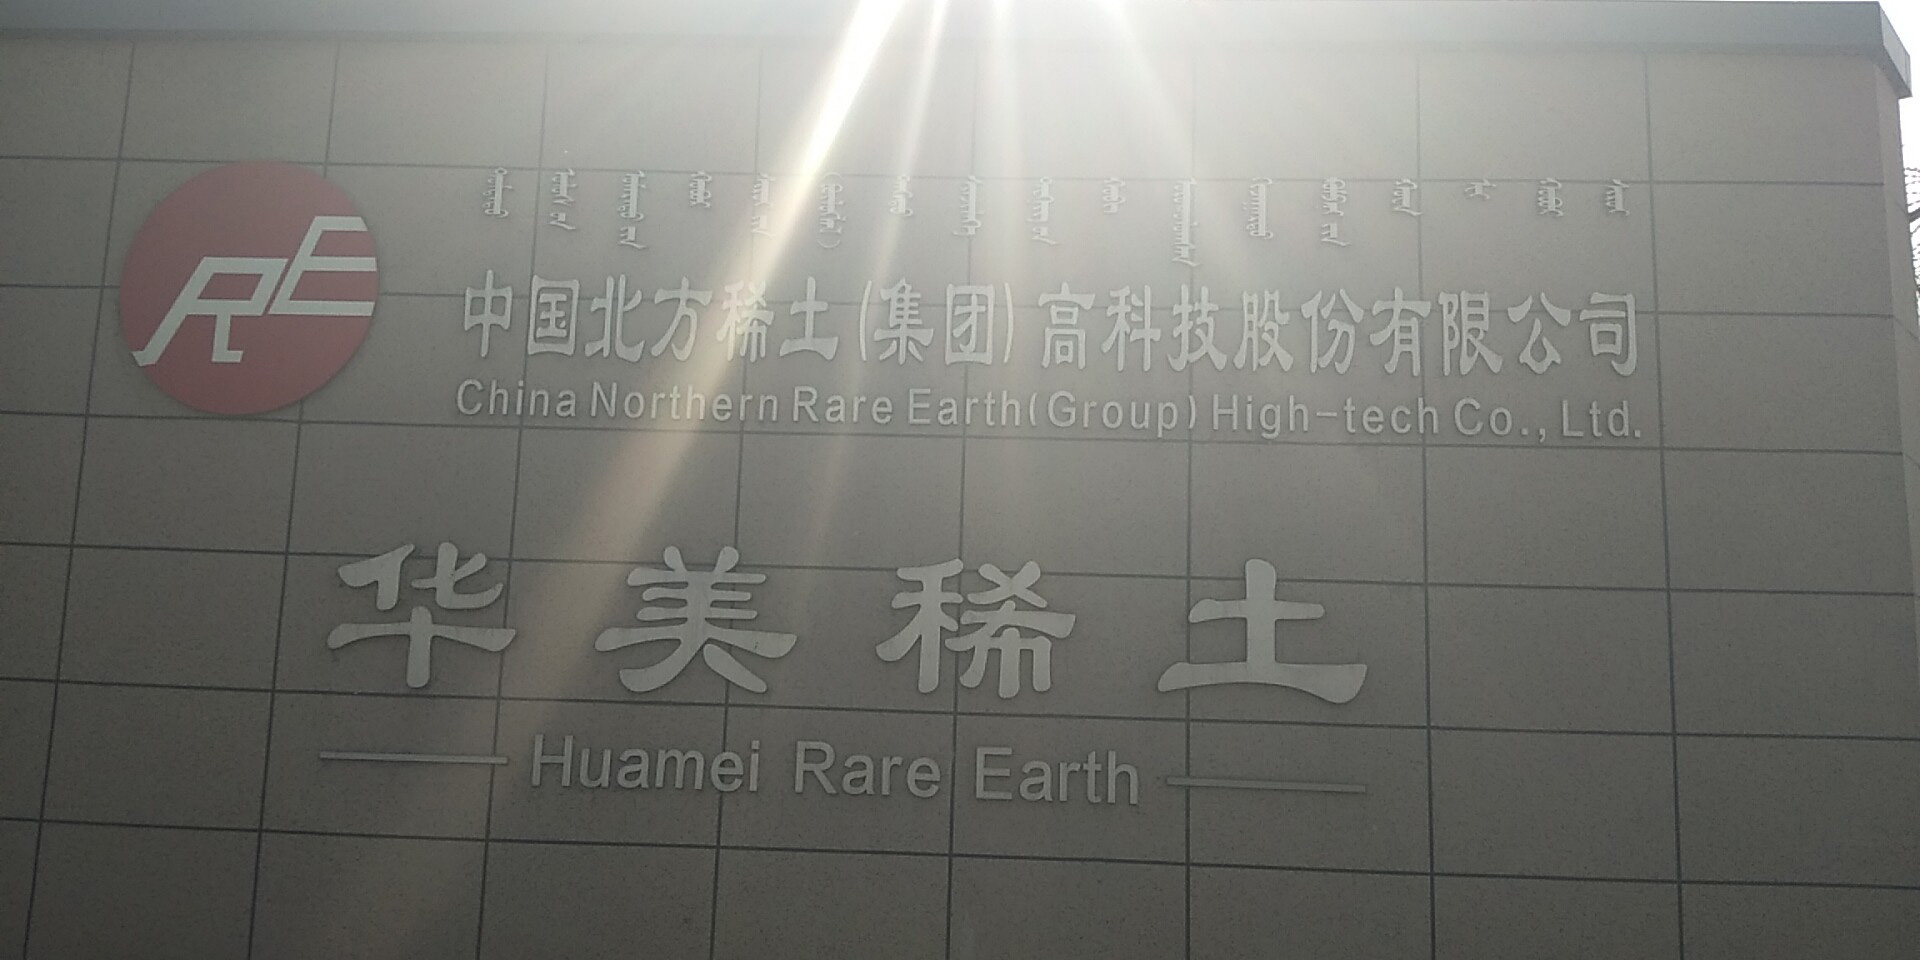 RE
中国北方稀土(集团)高科技股份有限公司
China Northern Rare Earth(Group) High-tech Co., Ltd.
华美稀土
Huamei Rare Earth